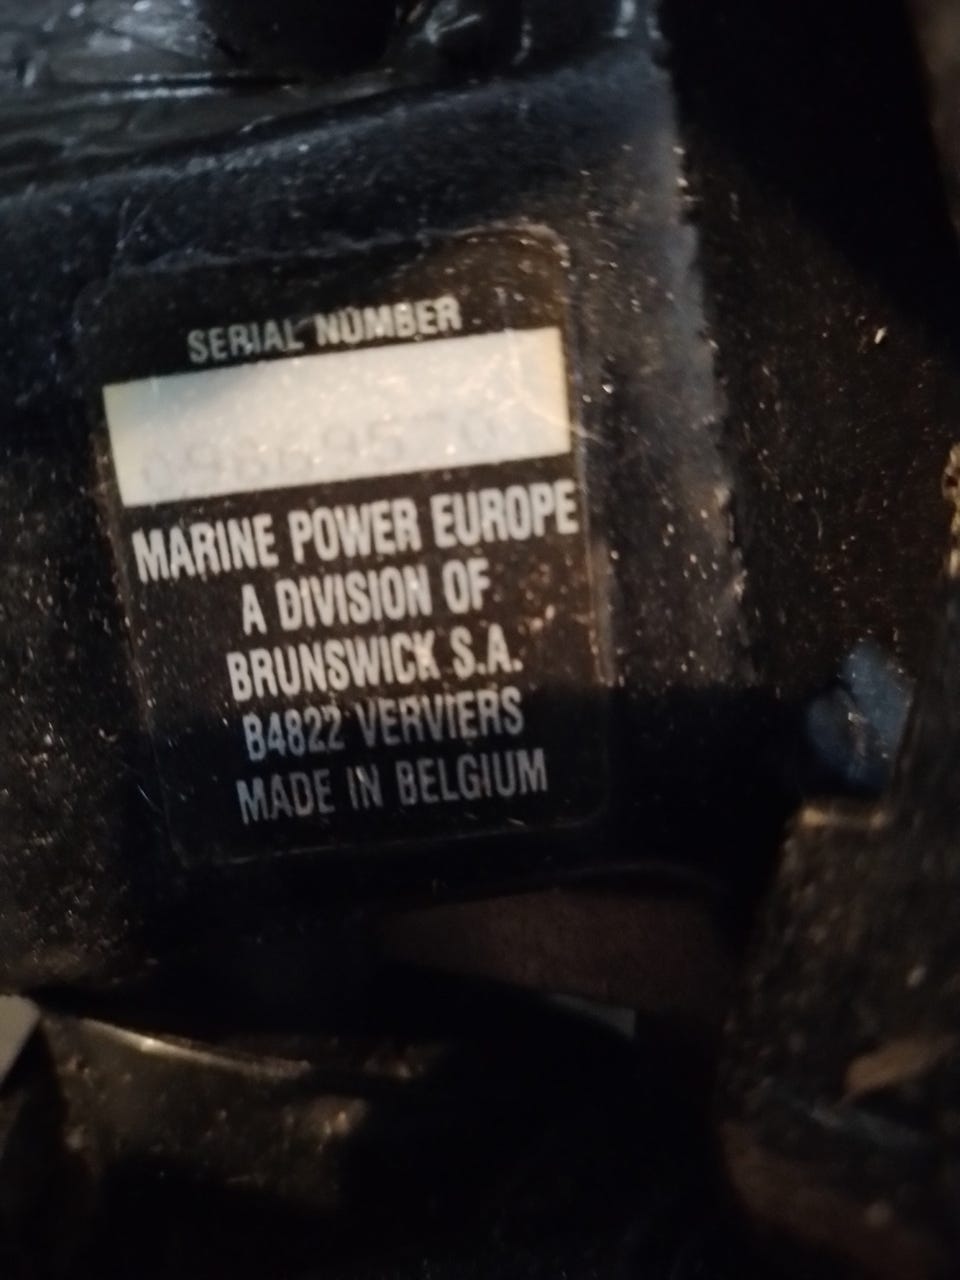 SERIAL NUMBER
MARINE POWER EUROPE
A DIVISION OF
BRUNSWICK S.A.
B4822 VERVIERS
MADE IN BELGIUM